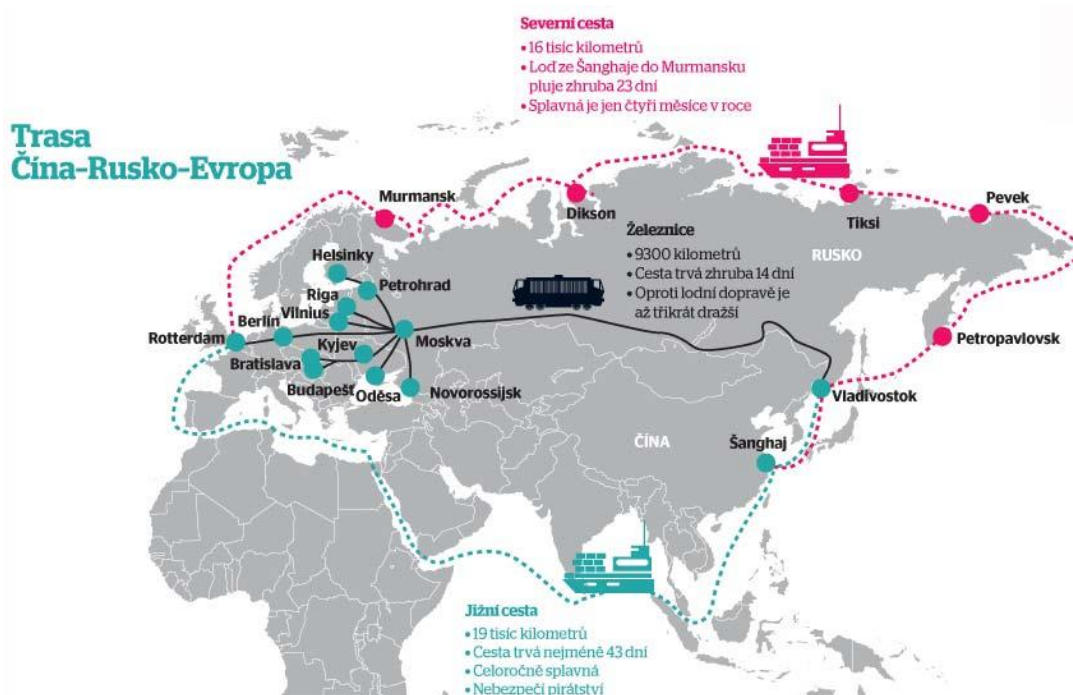 Severní cesta
• 16 tisíc kilometrů
• Loď ze Šanghaje do Murmansku
pluje zhruba 23 dní
• Splavná je jen čtyři měsíce v roce
Trasa
Čína-Rusko-Evropa
Murmansk
Dikson
Tiksi
Pevek
Železnice
• 9300 kilometrů
• Cesta trvá zhruba 14 dní
• Oproti lodní dopravě je
až třikrát dražší
RUSKO
Helsinky
Petrohrad
Riga
Vilnius
Berlín
Rotterdam
Moskva
Kyjev
Bratislava
Budapešť
Oděsa
Novorossijsk
Petropavlovsk
Vladivostok
ČÍNA
Šanghaj
Jižní cesta
• 19 tisíc kilometrů
• Cesta trvá nejméně 43 dní
• Celoročně splavná
• Nebezpečí pirátství